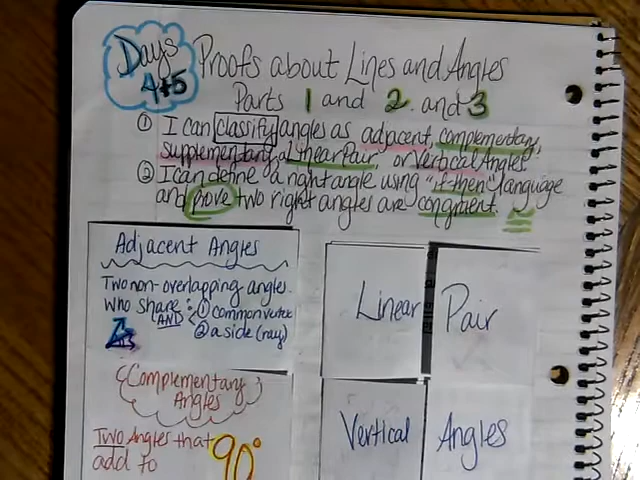 Days 4+5
Proofs about Lines and Angles
Parts 1 and 2 and 3
① I can classify angles as adjacent, complementary,
supplementary, a Linear Pair, or Vertical Angles.
② I can define a right angle using "if-then" language
and prove two right angles are congruent.
Adjacent Angles
Two non-overlapping angles
who share: ① common vertex
AND ② a side (ray)
Complementary
Angles
Two Angles that
add to 90°
Linear Pair
Vertical Angles